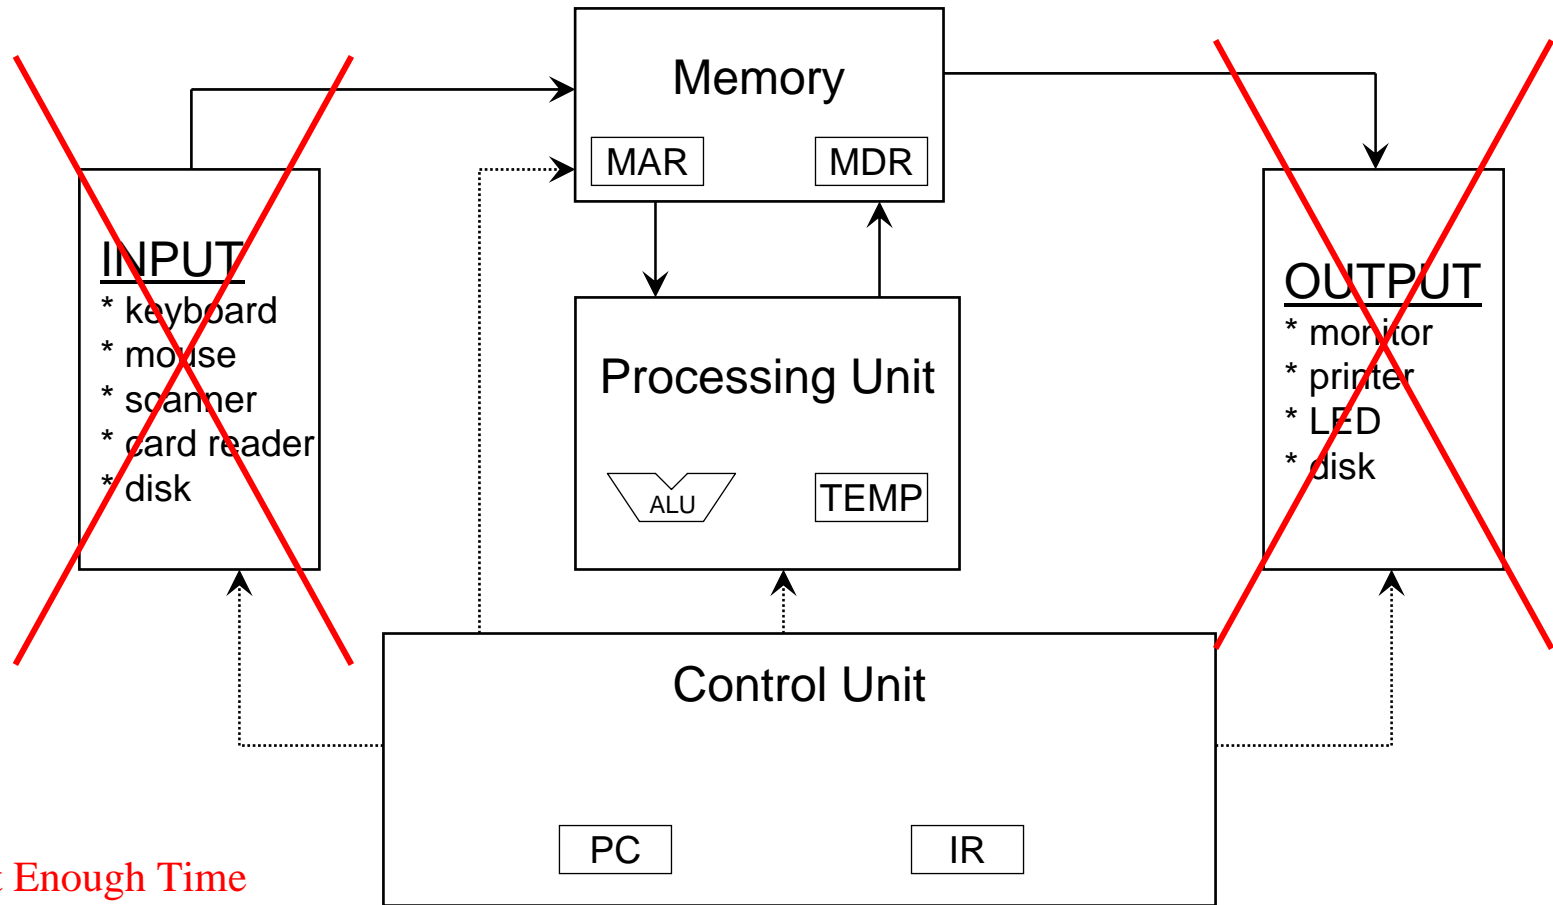 Memory
MAR
MDR
INPUT
* keyboard
* mouse
* scanner
* card reader
* disk
Processing Unit
ALU
TEMP
OUTPUT
* monitor
* printer
* LED
* disk
Control Unit
PC
IR
Enough Time